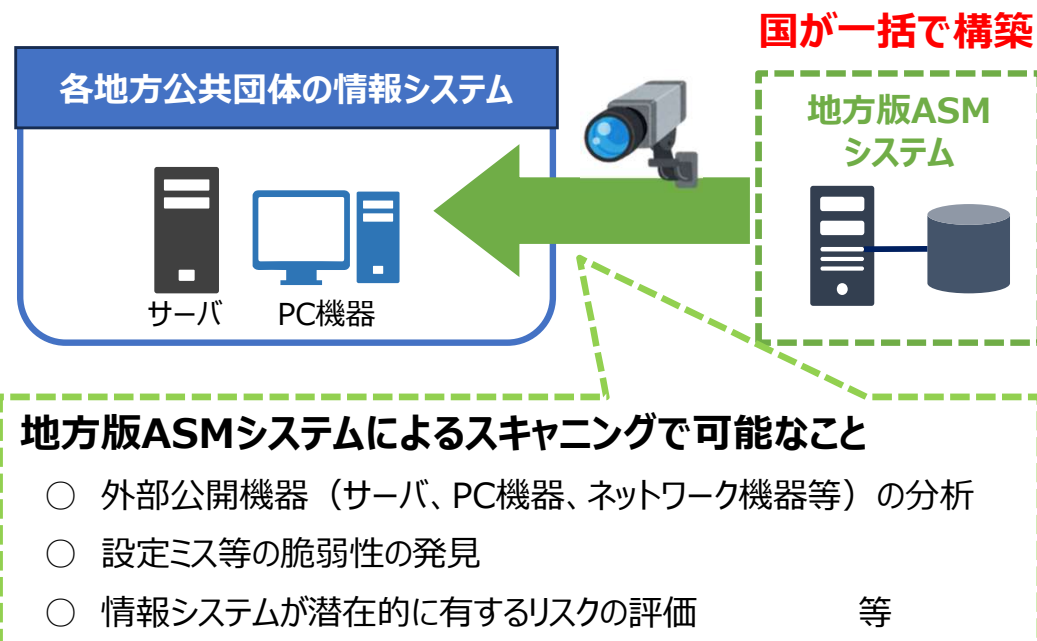 国が一括で構築
各地方公共団体の情報システム
地方版ASM
システム
サーバ
PC機器
地方版ASMシステムによるスキャニングで可能なこと
○ 外部公開機器（サーバ、PC機器、ネットワーク機器等）の分析
○ 設定ミス等の脆弱性の発見
○ 情報システムが潜在的に有するリスクの評価 等